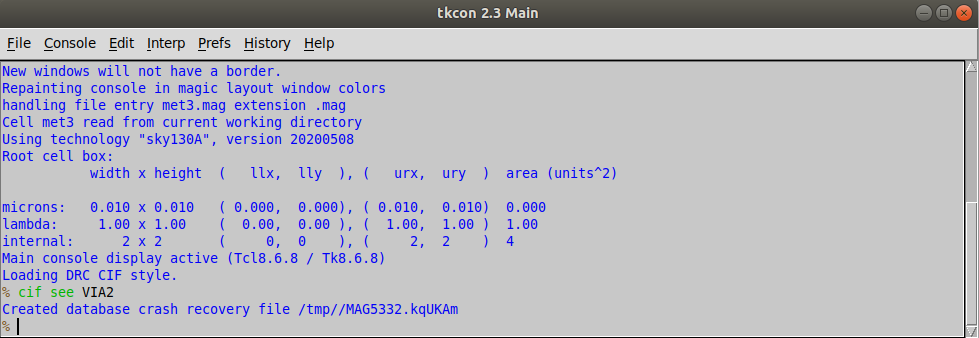 tkcon 2.3 Main
File Console Edit Interp Prefs History Help
New windows will not have a border.
Repainting console in magic layout window colors
handling file entry met3.mag extension .mag
Cell met3 read from current working directory
Using technology "sky130A", version 20200508
Root cell box:
width x height ( llx, lly ), ( urx, ury ) area (units^2)
microns: 0.010 x 0.010 ( 0.000, 0.000), ( 0.010, 0.010) 0.000
lambda: 1.00 x 1.00 ( 0.00, 0.00 ), ( 1.00, 1.00 ) 1.00
internal: 2 x 2 ( 0, 0 ), ( 2, 2 ) 4
Main console display active (Tcl8.6.8 / Tk8.6.8)
Loading DRC CIF style.
% cif see VIA2
Created database crash recovery file /tmp//MAG5332.kqUKAm
%